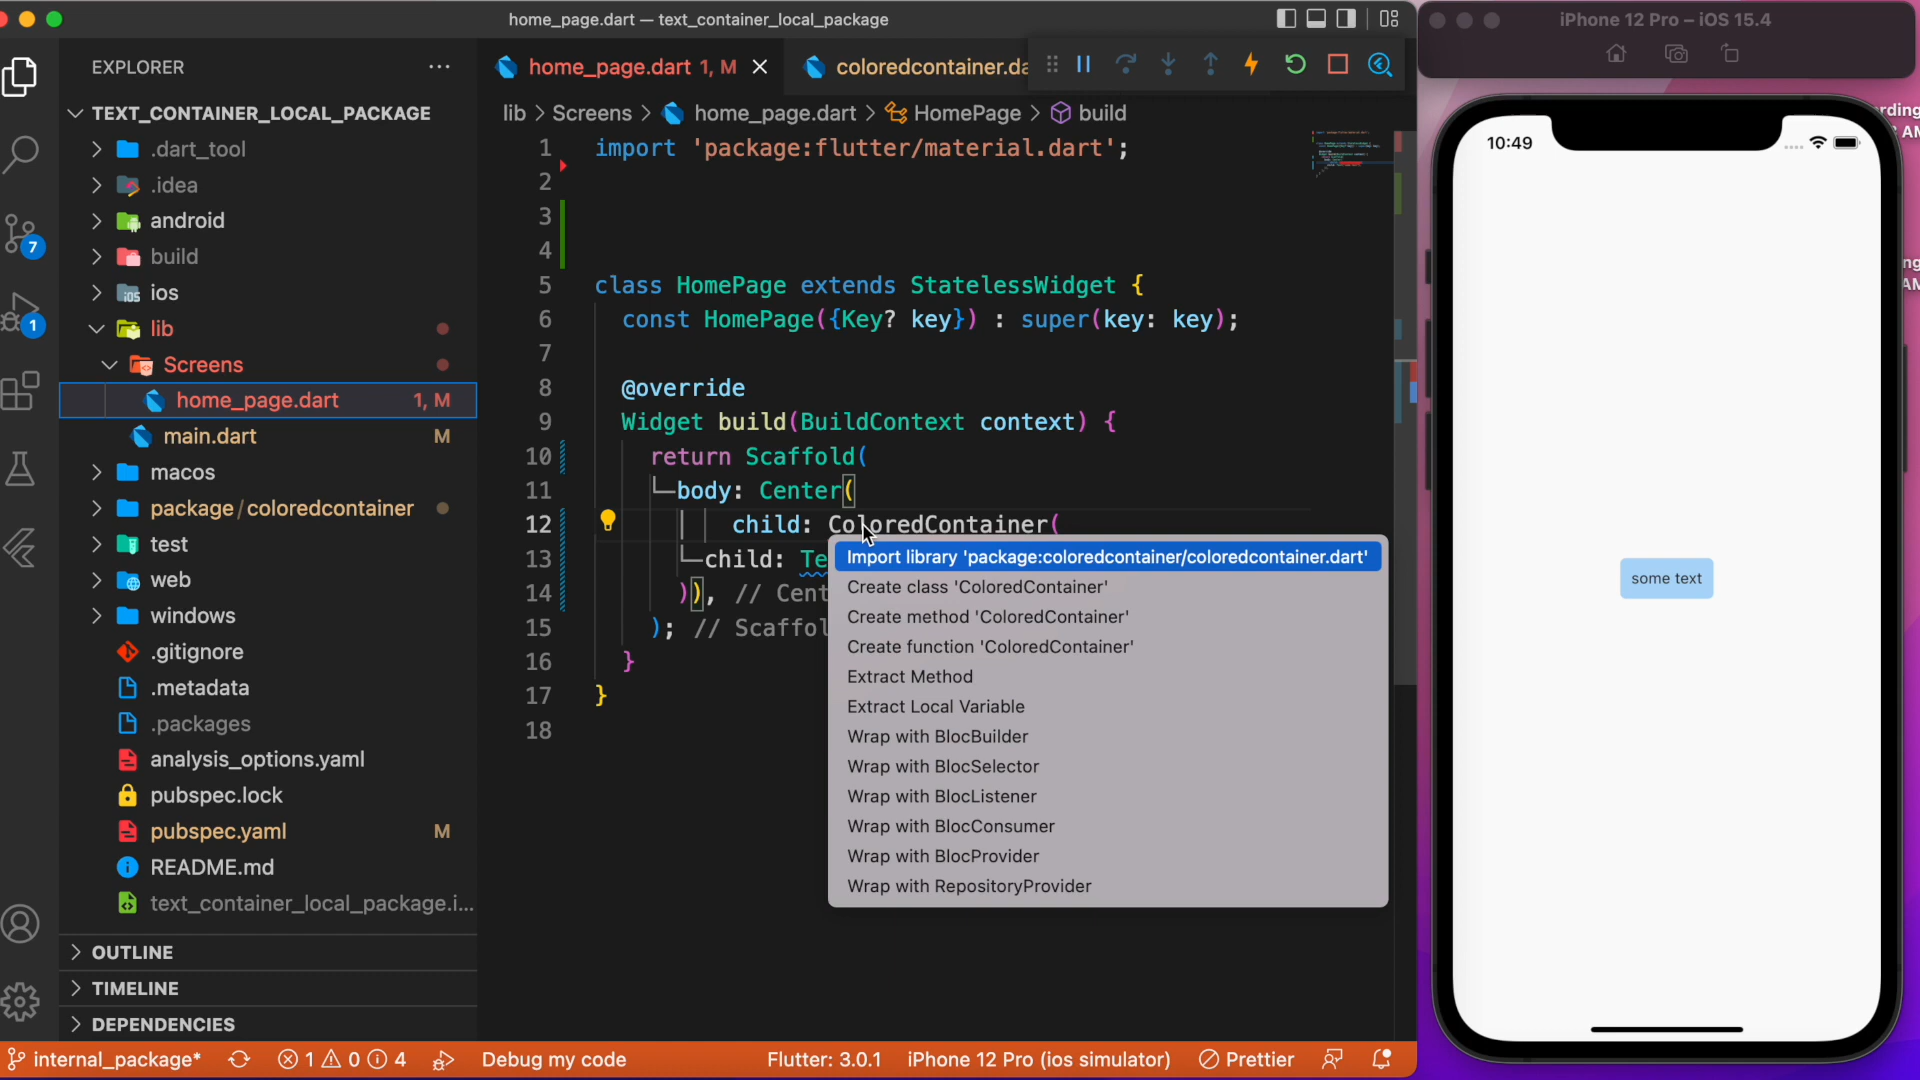 home_page.dart — text_container_local_package
EXPLORER
TEXT_CONTAINER_LOCAL_PACKAGE
.dart_tool
.idea
android
build
ios
lib
Screens
home_page.dart 1, M
main.dart M
macos
package/coloredcontainer
test
web
windows
.gitignore
.metadata
.packages
analysis_options.yaml
pubspec.lock
pubspec.yaml M
README.md
text_container_local_package.i...
OUTLINE
TIMELINE
DEPENDENCIES
7
1
home_page.dart 1, M
coloredcontainer.da
lib > Screens > home_page.dart > HomePage > build
1 import 'package:flutter/material.dart';
2
3
4
5 class HomePage extends StatelessWidget {
6 const HomePage({Key? key}) : super(key: key);
7
8 @override
9 Widget build(BuildContext context) {
10 return Scaffold(
11 body: Center(
12 child: ColoredContainer(
13 child: Te
14 )), // Cent
15 ); // Scaffol
16 }
17 }
18
Import library 'package:coloredcontainer/coloredcontainer.dart'
Create class 'ColoredContainer'
Create method 'ColoredContainer'
Create function 'ColoredContainer'
Extract Method
Extract Local Variable
Wrap with BlocBuilder
Wrap with BlocSelector
Wrap with BlocListener
Wrap with BlocConsumer
Wrap with BlocProvider
Wrap with RepositoryProvider
internal_package* 1 0 4 Debug my code Flutter: 3.0.1 iPhone 12 Pro (ios simulator) Prettier
iPhone 12 Pro – iOS 15.4
10:49
some text
rding
AM
ng
AM